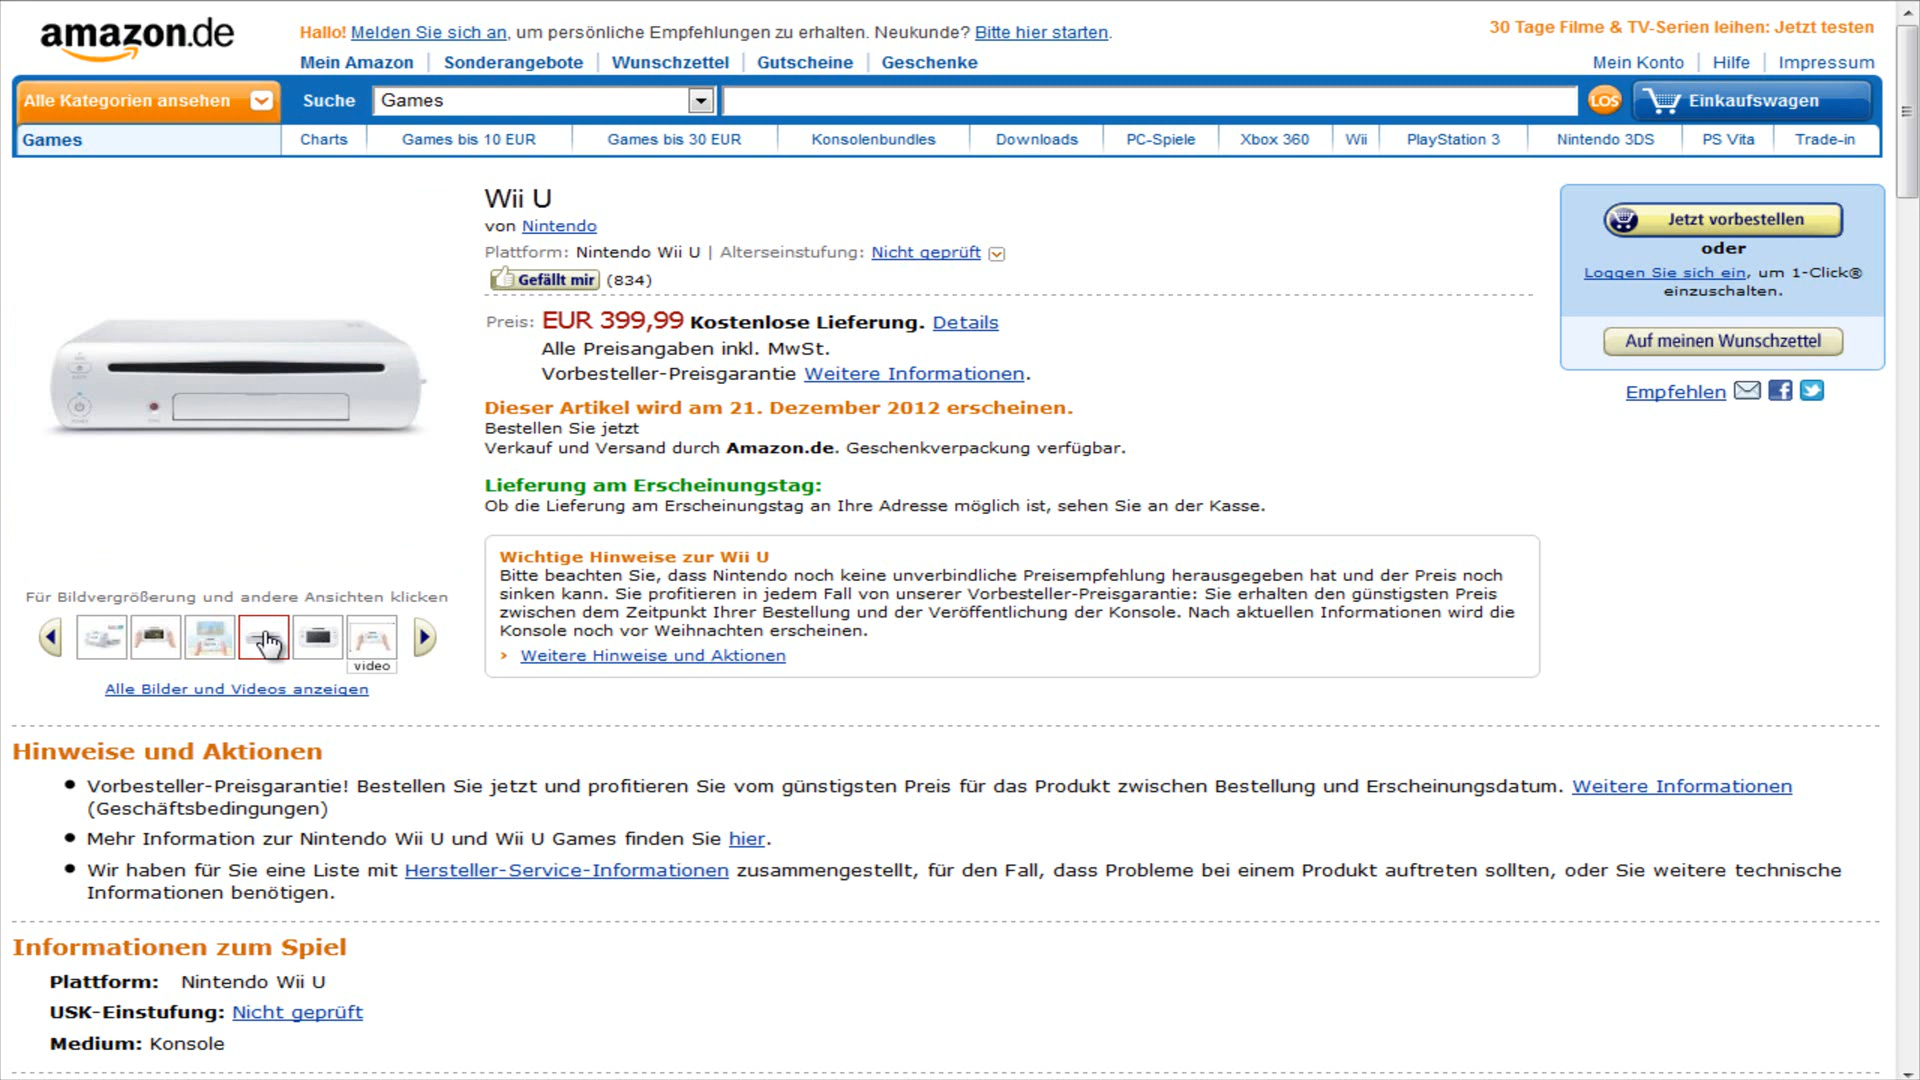 amazon.de
Hallo! Melden Sie sich an, um persönliche Empfehlungen zu erhalten. Neukunde? Bitte hier starten.
30 Tage Filme & TV-Serien leihen: Jetzt testen
Mein Amazon Sonderangebote Wunschzettel Gutscheine Geschenke
Mein Konto Hilfe Impressum
Alle Kategorien ansehen Suche Games LOS Einkaufswagen
Games Charts Games bis 10 EUR Games bis 30 EUR Konsolenbundles Downloads PC-Spiele Xbox 360 Wii PlayStation 3 Nintendo 3DS PS Vita Trade-in
Wii U
von Nintendo
Plattform: Nintendo Wii U | Alterseinstufung: Nicht geprüft
Gefällt mir (834)
Preis: EUR 399,99 Kostenlose Lieferung. Details
Alle Preisangaben inkl. MwSt.
Vorbesteller-Preisgarantie Weitere Informationen.
Dieser Artikel wird am 21. Dezember 2012 erscheinen.
Bestellen Sie jetzt
Verkauf und Versand durch Amazon.de. Geschenkverpackung verfügbar.
Lieferung am Erscheinungstag:
Ob die Lieferung am Erscheinungstag an Ihre Adresse möglich ist, sehen Sie an der Kasse.
Wichtige Hinweise zur Wii U
Bitte beachten Sie, dass Nintendo noch keine unverbindliche Preisempfehlung herausgegeben hat und der Preis noch
sinken kann. Sie profitieren in jedem Fall von unserer Vorbesteller-Preisgarantie: Sie erhalten den günstigsten Preis
zwischen dem Zeitpunkt Ihrer Bestellung und der Veröffentlichung der Konsole. Nach aktuellen Informationen wird die
Konsole noch vor Weihnachten erscheinen.
› Weitere Hinweise und Aktionen
Jetzt vorbestellen
oder
Loggen Sie sich ein, um 1-Click®
einzuschalten.
Auf meinen Wunschzettel
Empfehlen
Für Bildvergrößerung und andere Ansichten klicken
video
Alle Bilder und Videos anzeigen
Hinweise und Aktionen
• Vorbesteller-Preisgarantie! Bestellen Sie jetzt und profitieren Sie vom günstigsten Preis für das Produkt zwischen Bestellung und Erscheinungsdatum. Weitere Informationen
(Geschäftsbedingungen)
• Mehr Information zur Nintendo Wii U und Wii U Games finden Sie hier.
• Wir haben für Sie eine Liste mit Hersteller-Service-Informationen zusammengestellt, für den Fall, dass Probleme bei einem Produkt auftreten sollten, oder Sie weitere technische
Informationen benötigen.
Informationen zum Spiel
Plattform: Nintendo Wii U
USK-Einstufung: Nicht geprüft
Medium: Konsole